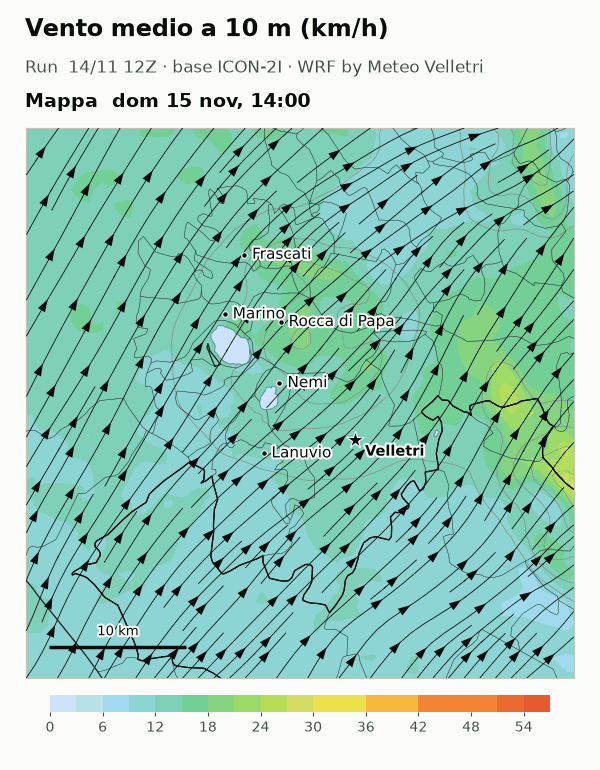 Vento medio a 10 m (km/h)
Run 14/11 12Z · base ICON-2I · WRF by Meteo Velletri
Mappa dom 15 nov, 14:00
Frascati
Marino
Rocca di Papa
Nemi
Velletri
Lanuvio
10 km
0 6 12 18 24 30 36 42 48 54